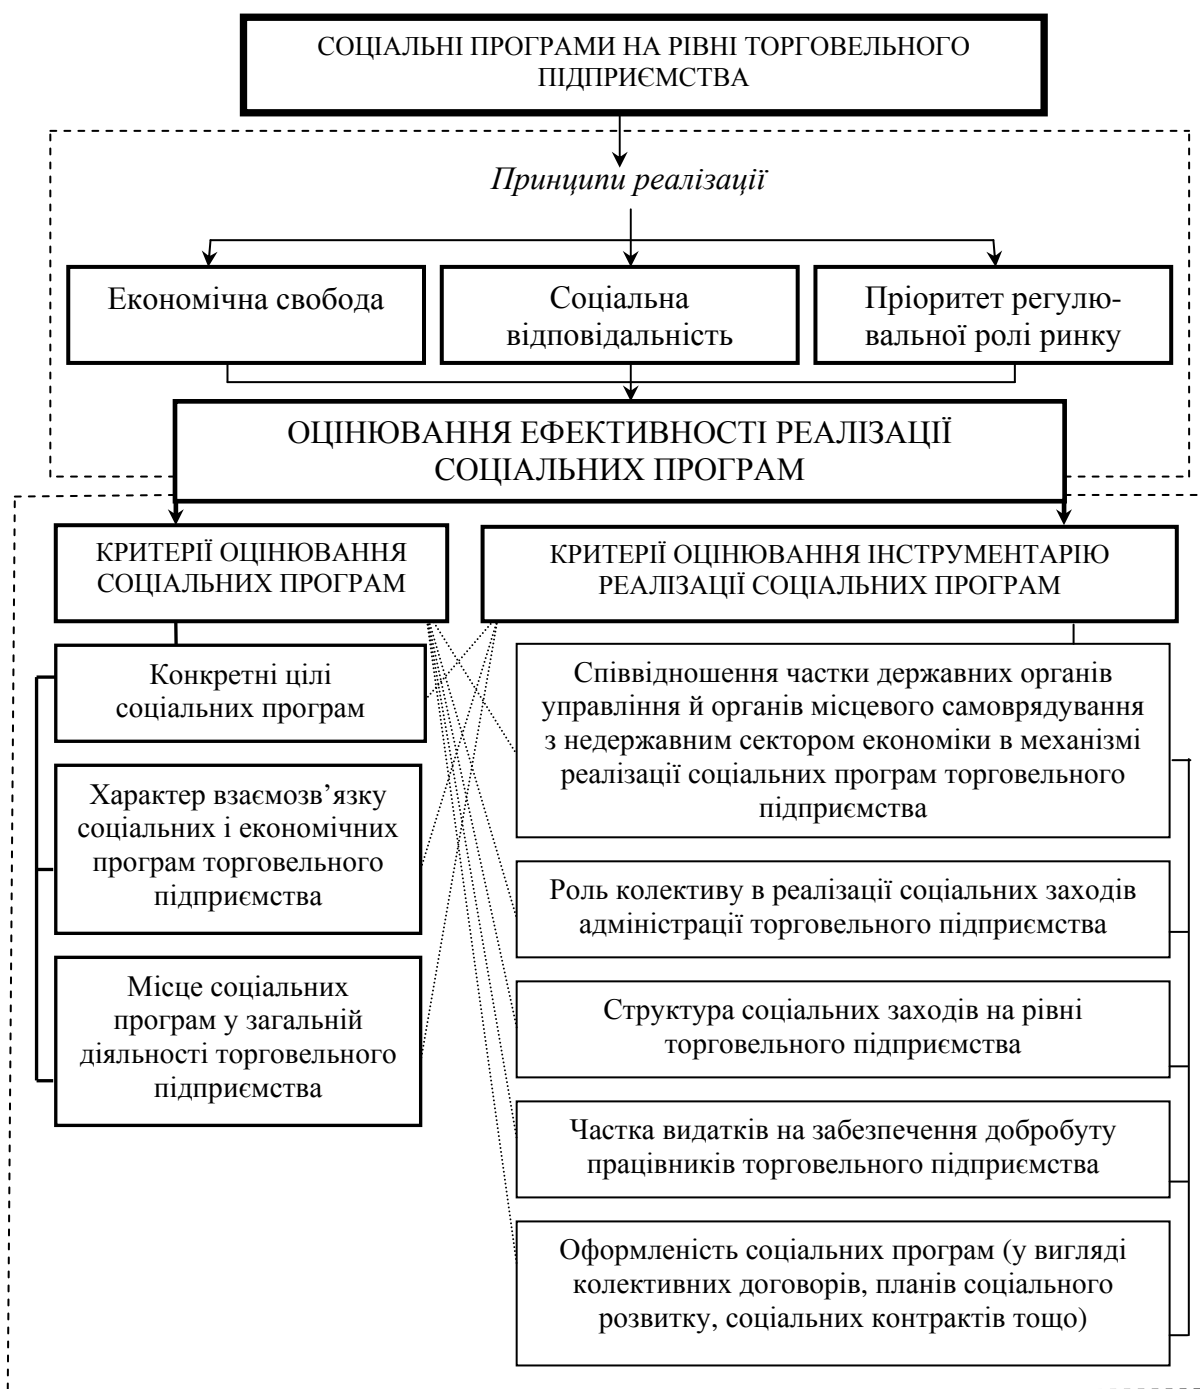 СОЦІАЛЬНІ ПРОГРАМИ НА РІВНІ ТОРГОВЕЛЬНОГО
ПІДПРИЄМСТВА
Принципи реалізації
Економічна свобода
Соціальна
відповідальність
Пріоритет регулю-
вальної ролі ринку
ОЦІНЮВАННЯ ЕФЕКТИВНОСТІ РЕАЛІЗАЦІЇ
СОЦІАЛЬНИХ ПРОГРАМ
КРИТЕРІЇ ОЦІНЮВАННЯ
СОЦІАЛЬНИХ ПРОГРАМ
Конкретні цілі
соціальних програм
Характер взаємозв’язку
соціальних і економічних
програм торговельного
підприємства
Місце соціальних
програм у загальній
діяльності торговельного
підприємства
КРИТЕРІЇ ОЦІНЮВАННЯ ІНСТРУМЕНТАРІЮ
РЕАЛІЗАЦІЇ СОЦІАЛЬНИХ ПРОГРАМ
Співвідношення частки державних органів
управління й органів місцевого самоврядування
з недержавним сектором економіки в механізмі
реалізації соціальних програм торговельного
підприємства
Роль колективу в реалізації соціальних заходів
адміністрації торговельного підприємства
Структура соціальних заходів на рівні
торговельного підприємства
Частка видатків на забезпечення добробуту
працівників торговельного підприємства
Оформленість соціальних програм (у вигляді
колективних договорів, планів соціального
розвитку, соціальних контрактів тощо)